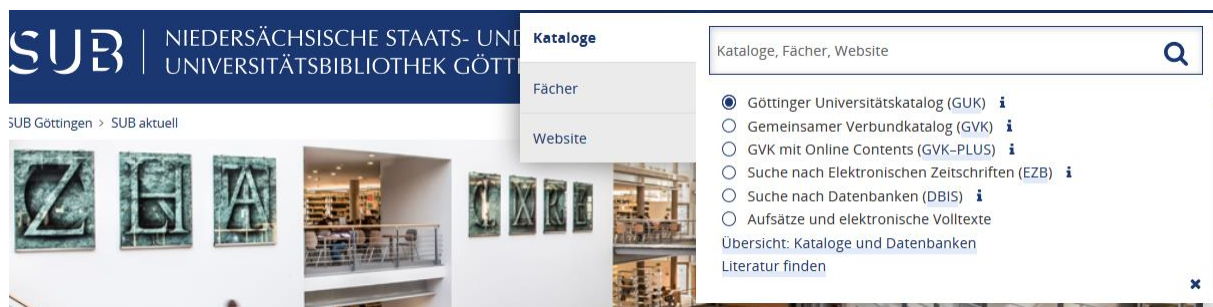 SUB
NIEDERSÄCHSISCHE STAATS- UND
UNIVERSITÄTSBIBLIOTHEK
SUB Göttingen > SUB aktuell
Kataloge
Fächer
Website
Kataloge, Fächer, Website
Göttinger Universitätskatalog (GUK) i
Gemeinsamer Verbundkatalog (GVK) i
GVK mit Online Contents (GVK–PLUS) i
Suche nach Elektronischen Zeitschriften (EZB) i
Suche nach Datenbanken (DBIS) i
Aufsätze und elektronische Volltexte
Übersicht: Kataloge und Datenbanken
Literatur finden
Z H A
C X R E